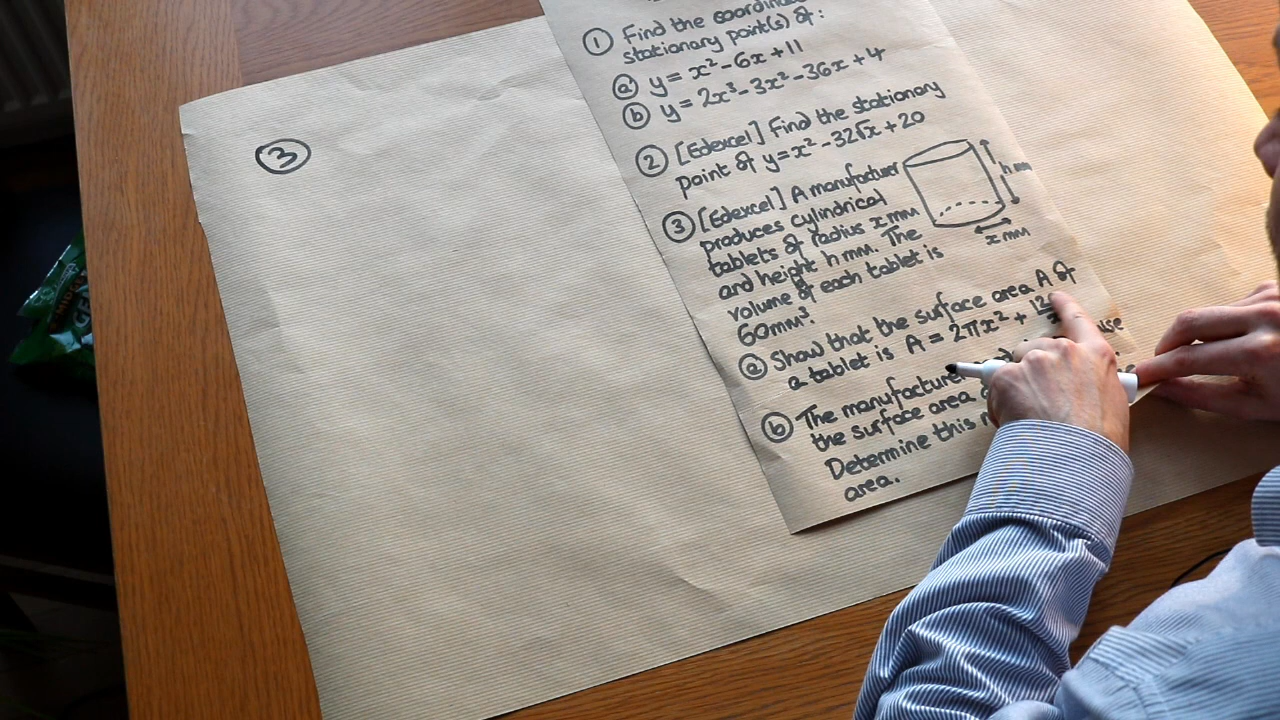 ① Find the
stationary point(s) of:
ⓐ y = x² - 6x + 11
ⓑ y = 2x³ - 3x² - 36x + 4
② [Edexcel] Find the stationary
point of y = x² - 32√x + 20
③ [Edexcel] A manufacturer
produces cylindrical
tablets of radius x mm
and height h mm. The
volume of each tablet is
60mm³.
h mm
x mm
ⓐ Show that the surface area A of
a tablet is A = 2πx² +
ⓑ The manufacturer
the surface area
Determine this
area.
③